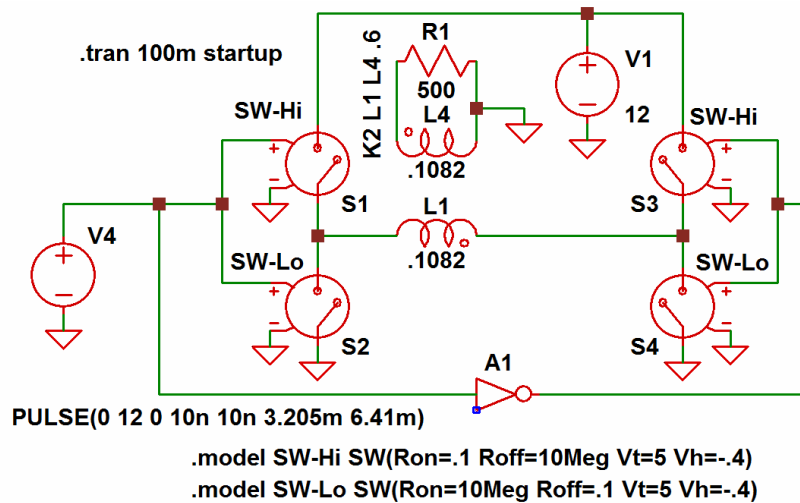 .tran 100m startup
K2 L1 L4 .6
R1
500
L4
.1082
V1
12
SW-Hi
S1
SW-Hi
S3
V4
L1
.1082
SW-Lo
S2
SW-Lo
S4
A1
PULSE(0 12 0 10n 10n 3.205m 6.41m)
.model SW-Hi SW(Ron=.1 Roff=10Meg Vt=5 Vh=-.4)
.model SW-Lo SW(Ron=10Meg Roff=.1 Vt=5 Vh=-.4)